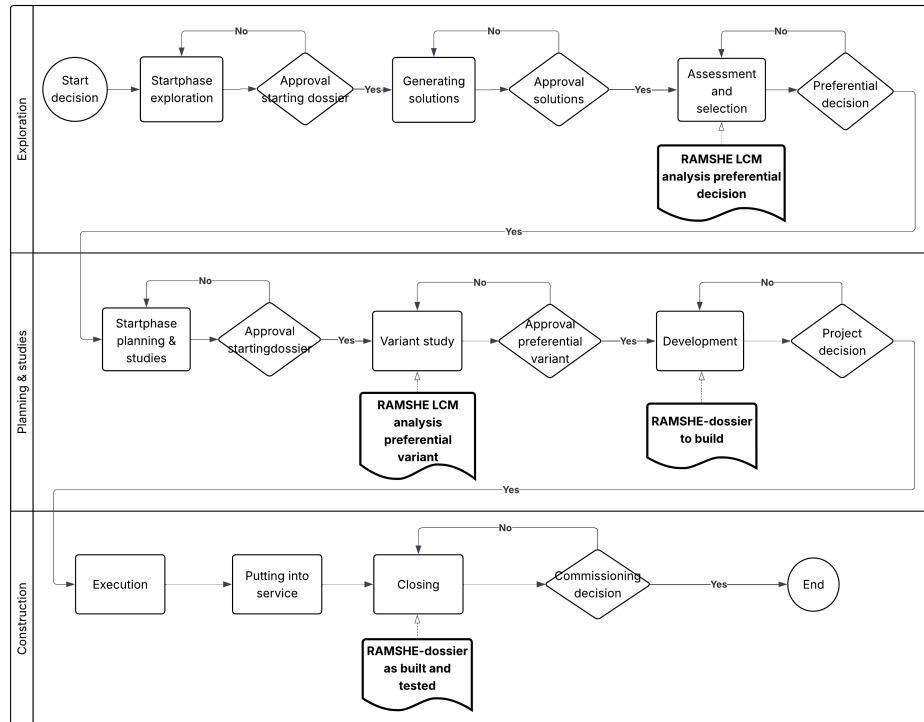 Exploration
No
No
No
Start
decision
Startphase
exploration
Approval
starting dossier
Yes
Generating
solutions
Approval
solutions
Yes
Assessment
and
selection
Preferential
decision
RAMSHE LCM
analysis preferential
decision
Yes
Planning & studies
No
No
No
Startphase
planning &
studies
Approval
startingdossier
Yes
Variant study
Approval
preferential
variant
Yes
Development
Project
decision
RAMSHE LCM
analysis
preferential
variant
RAMSHE-dossier
to build
Yes
Construction
No
Execution
Putting into
service
Closing
Commissioning
decision
Yes
End
RAMSHE-dossier
as built and
tested